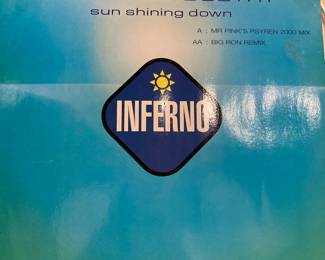 sun shining down
A : MR PINK'S PSYREN 2000 MIX
AA : BIG RON REMIX
INFERNO